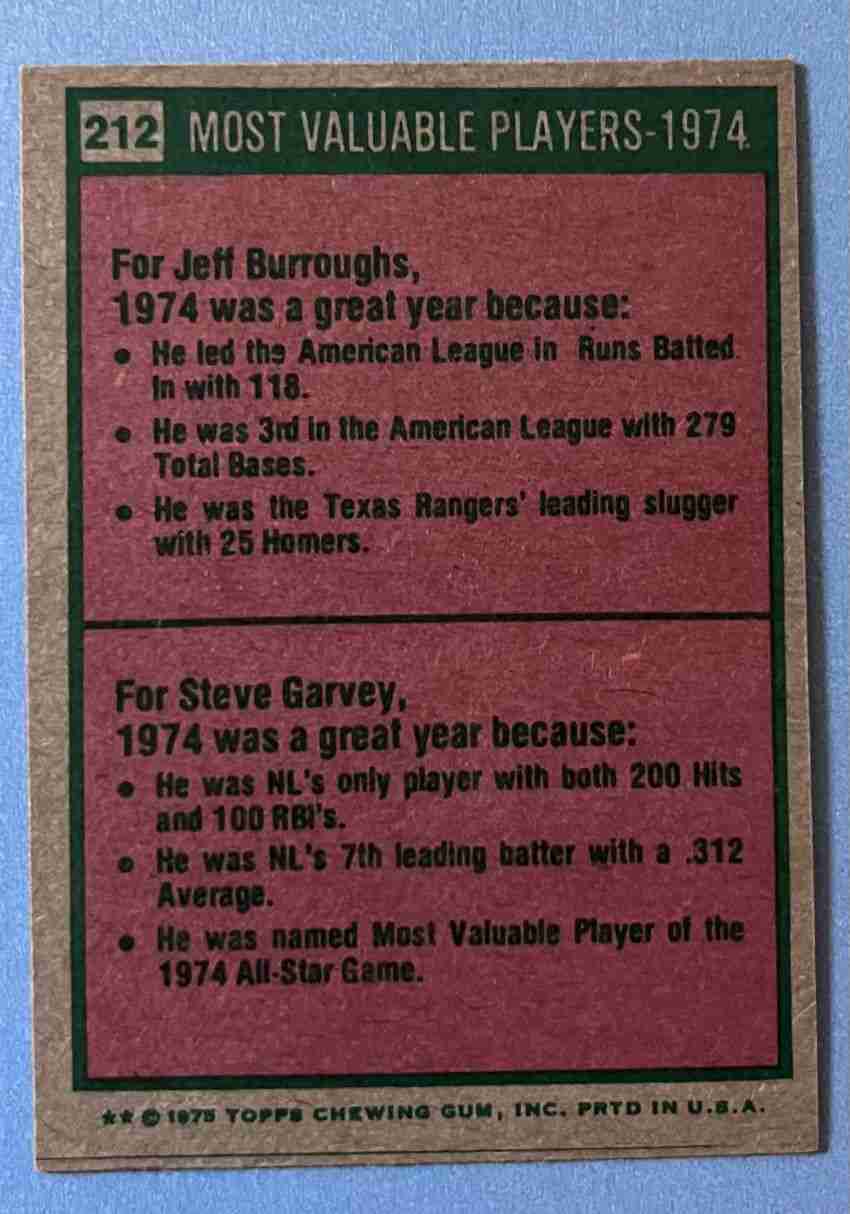 212 MOST VALUABLE PLAYERS-1974
For Jeff Burroughs,
1974 was a great year because:
• He led the American League in Runs Batted
In with 118.
• He was 3rd in the American League with 279
Total Bases.
• He was the Texas Rangers' leading slugger
with 25 Homers.
For Steve Garvey,
1974 was a great year because:
• He was NL's only player with both 200 Hits
and 100 RBI's.
• He was NL's 7th leading batter with a .312
Average.
• He was named Most Valuable Player of the
1974 All-Star Game.
★★ © 1975 TOPPS CHEWING GUM, INC. PRTD IN U.S.A.